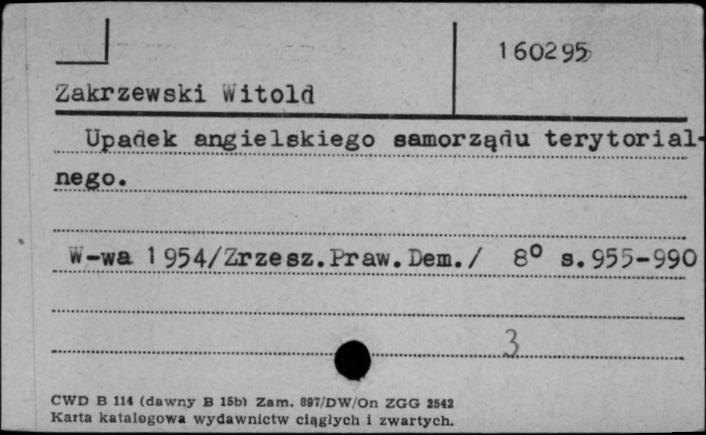 160295
Zakrzewski Witold
Upadek angielskiego samorządu terytorial-
nego.
W-wa 1954/Zrzesz.Praw.Dem./ 8° s.955-990
3
CWD B 114 (dawny B 15b) Zam. 897/DW/On ZGG 2542
Karta katalogowa wydawnictw ciągłych i zwartych.